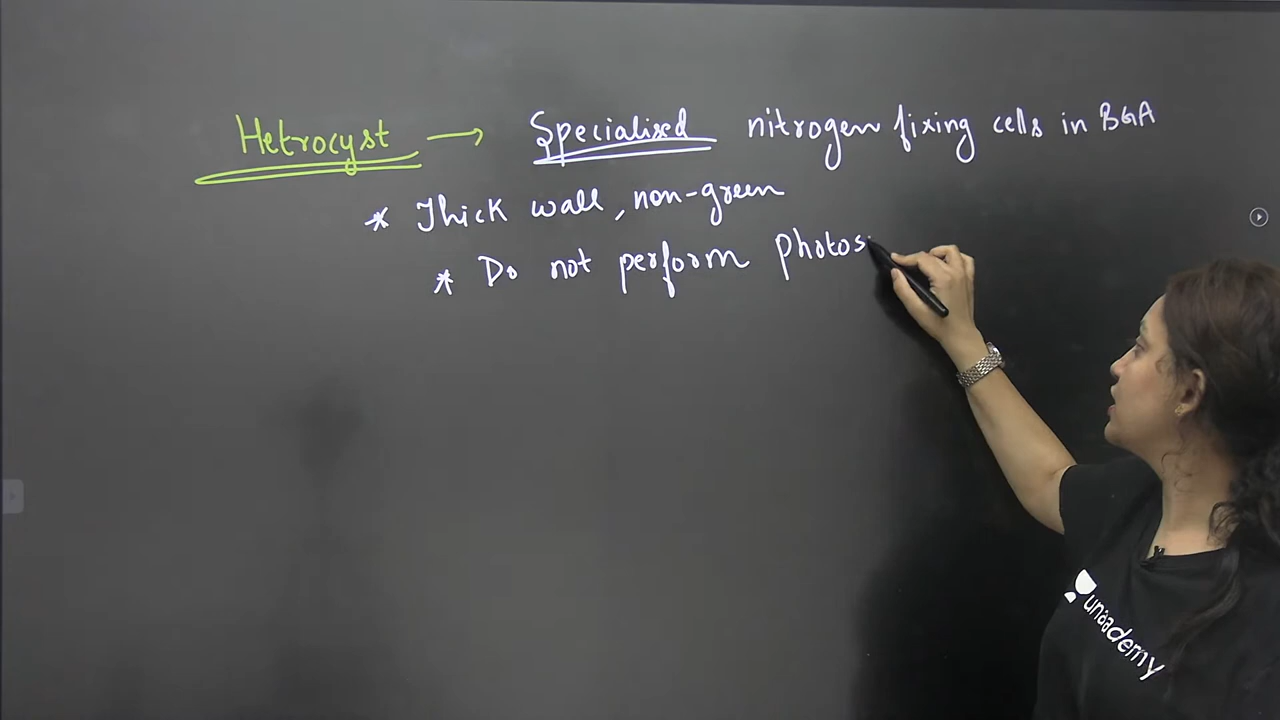 Hetrocyst → Specialised nitrogen fixing cells in BGA
* Thick wall, non-green
* Do not perform Photos
unacademy